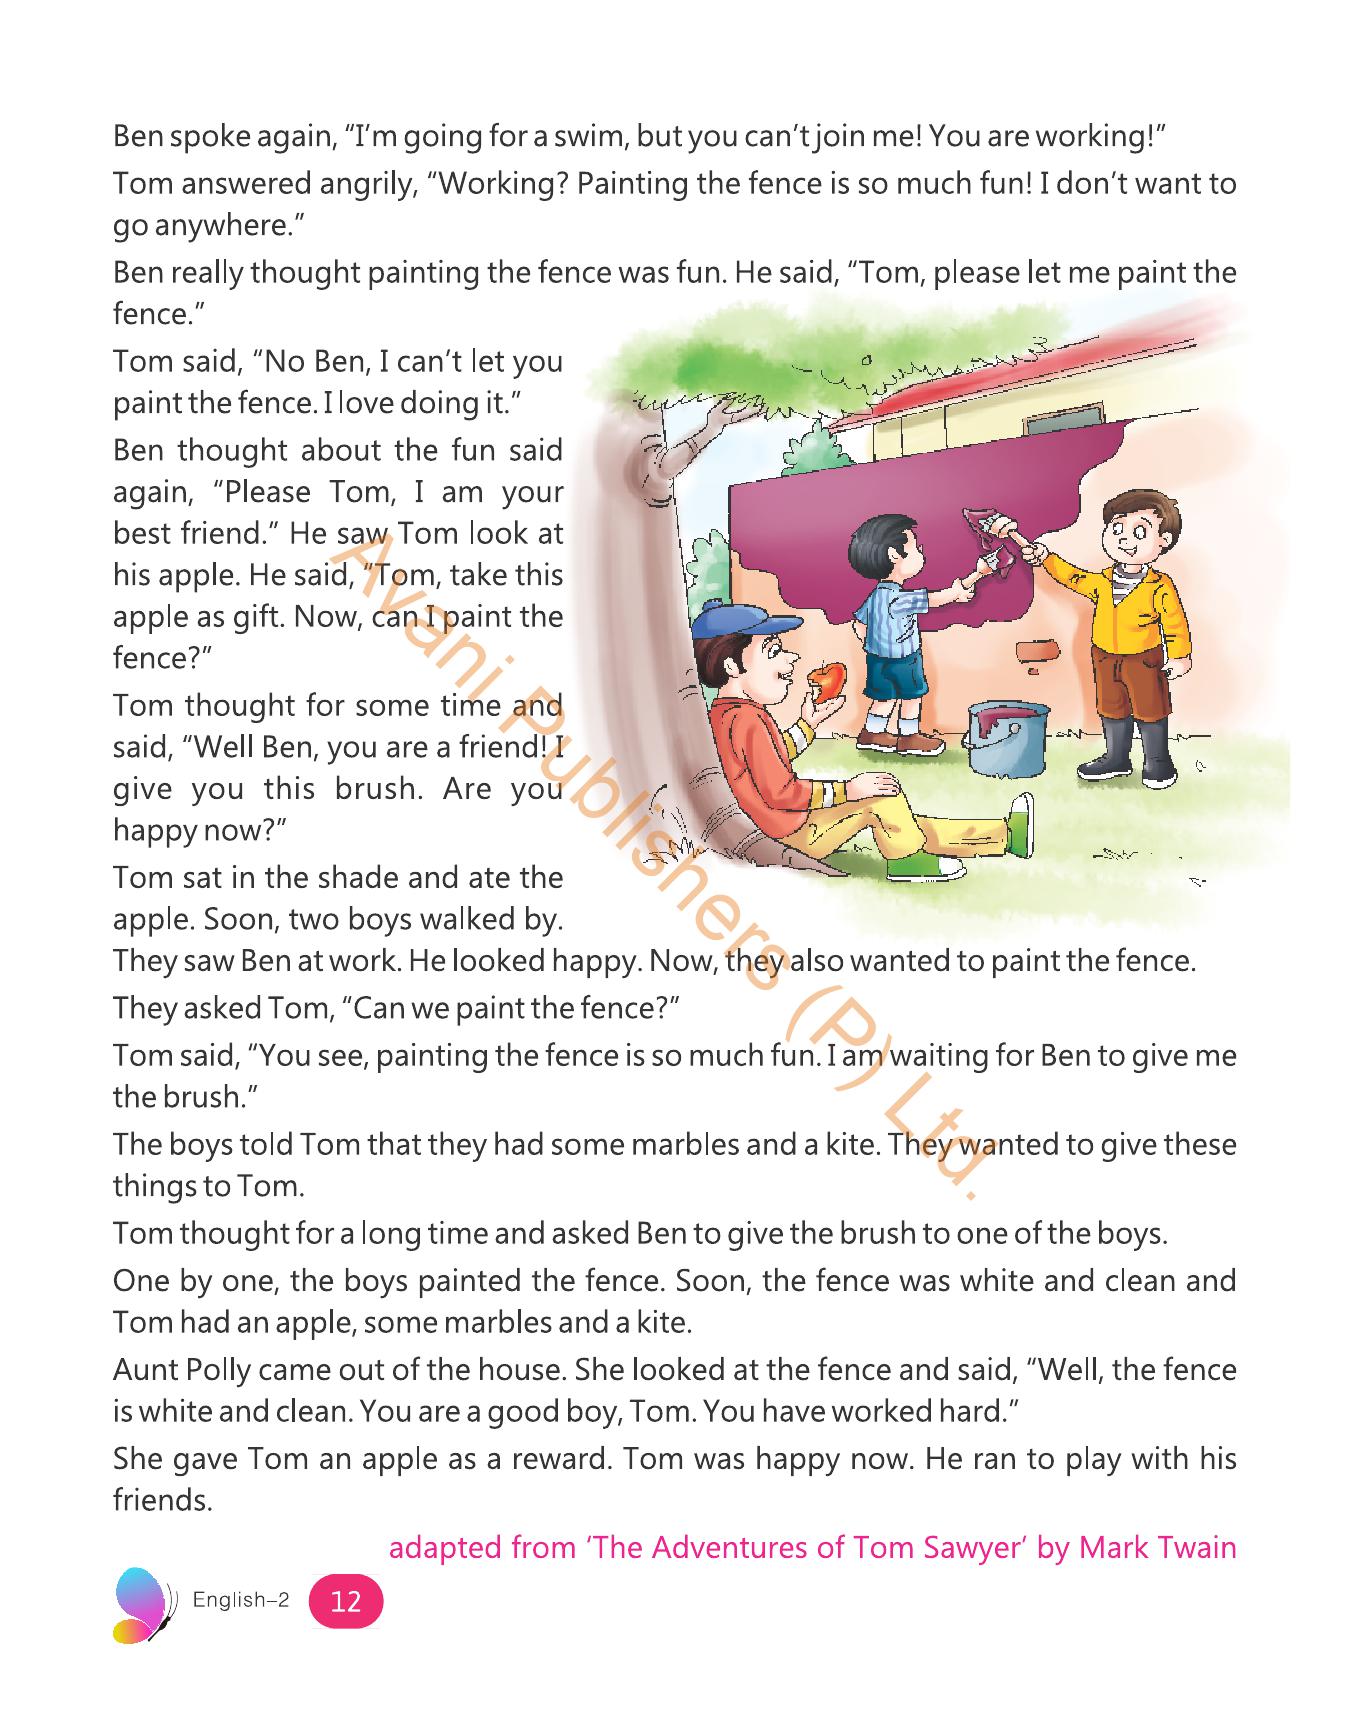 Ben spoke again, “I’m going for a swim, but you can’t join me! You are working!”
Tom answered angrily, “Working? Painting the fence is so much fun! I don’t want to
go anywhere.”
Ben really thought painting the fence was fun. He said, “Tom, please let me paint the
fence.”
Tom said, “No Ben, I can’t let you
paint the fence. I love doing it.”
Ben thought about the fun said
again, “Please Tom, I am your
best friend.” He saw Tom look at
his apple. He said, “Tom, take this
apple as gift. Now, can I paint the
fence?”
Tom thought for some time and
said, “Well Ben, you are a friend! I
give you this brush. Are you
happy now?”
Tom sat in the shade and ate the
apple. Soon, two boys walked by.
They saw Ben at work. He looked happy. Now, they also wanted to paint the fence.
They asked Tom, “Can we paint the fence?”
Tom said, “You see, painting the fence is so much fun. I am waiting for Ben to give me
the brush.”
The boys told Tom that they had some marbles and a kite. They wanted to give these
things to Tom.
Tom thought for a long time and asked Ben to give the brush to one of the boys.
One by one, the boys painted the fence. Soon, the fence was white and clean and
Tom had an apple, some marbles and a kite.
Aunt Polly came out of the house. She looked at the fence and said, “Well, the fence
is white and clean. You are a good boy, Tom. You have worked hard.”
She gave Tom an apple as a reward. Tom was happy now. He ran to play with his
friends.
adapted from ‘The Adventures of Tom Sawyer’ by Mark Twain
English–2 12
Avani Publishers (P) Ltd.